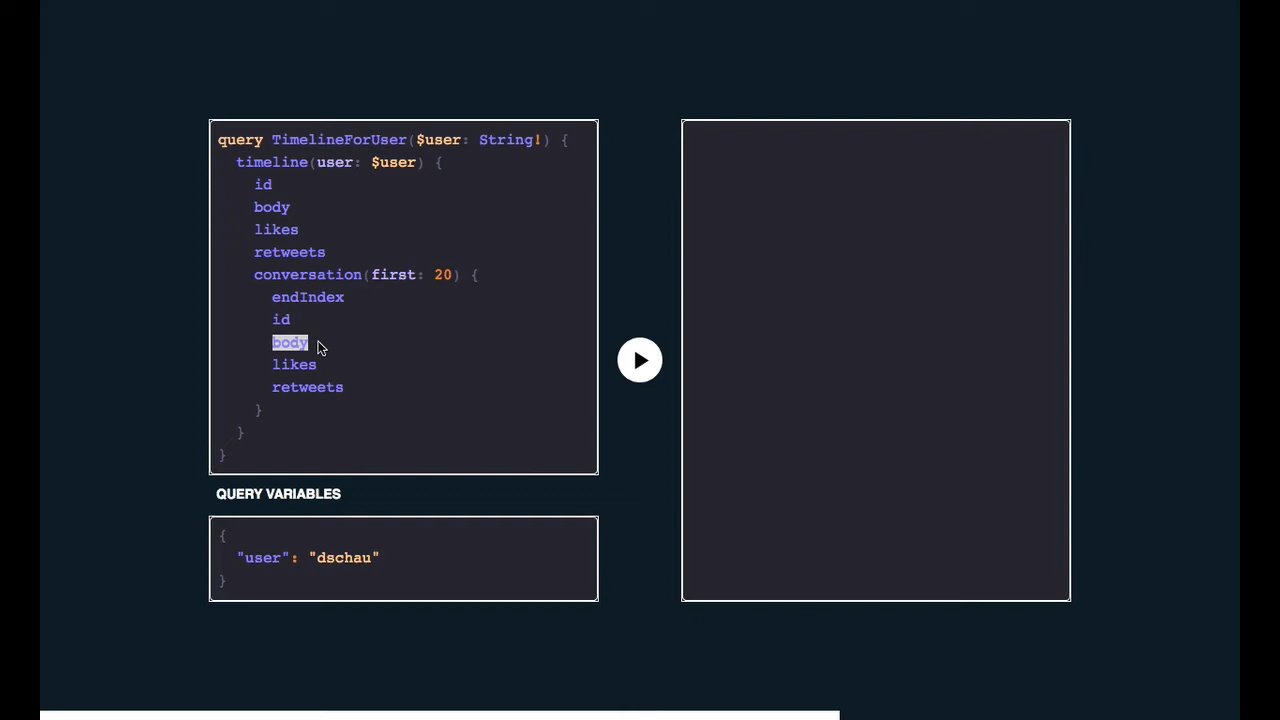 query TimelineForUser($user: String!) {
  timeline(user: $user) {
    id
    body
    likes
    retweets
    conversation(first: 20) {
      endIndex
      id
      body
      likes
      retweets
    }
  }
}
QUERY VARIABLES
{
  "user": "dschau"
}